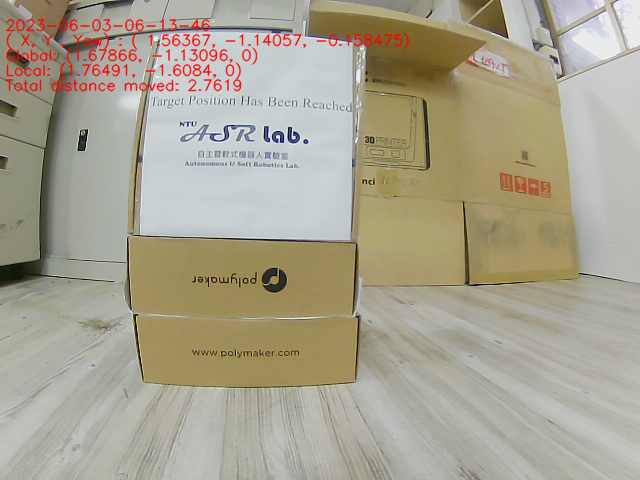 2023-06-03-06-13-46
(X, Y, Yaw) : ( 1.56367, -1.14057, -0.158475)
Global: (1.67866, -1.13096, 0)
Local: (1.76491, -1.6084, 0)
Total distance moved: 2.7619
Target Position Has Been Reached
NTU
ASR Lab.
自主暨軟式機器人實驗室
Autonomous & Soft Robotics Lab.
3D PRINTER
polymaker
www.polymaker.com